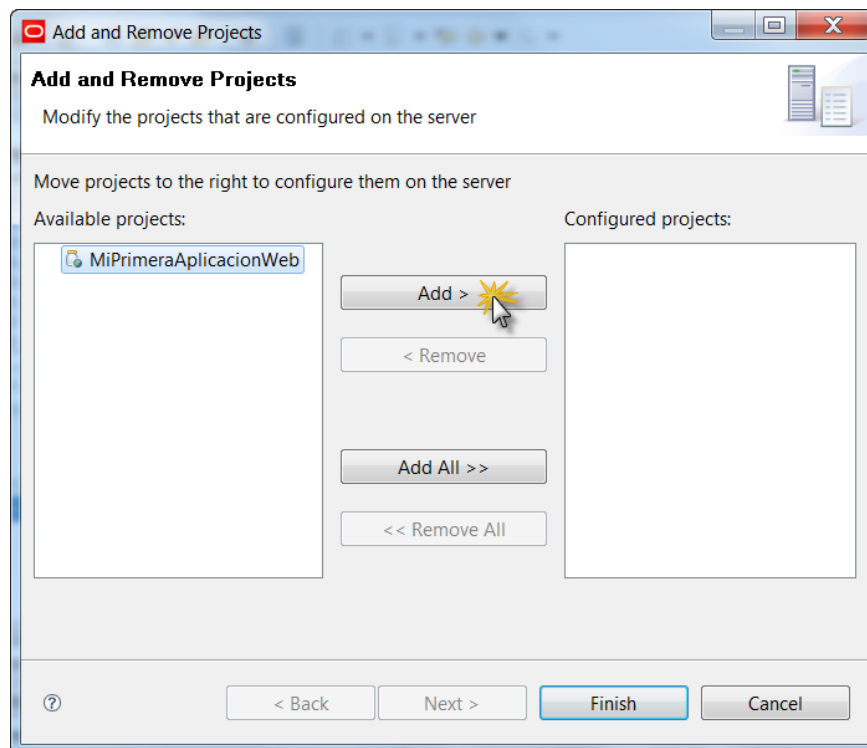 Add and Remove Projects
Add and Remove Projects
Modify the projects that are configured on the server
Move projects to the right to configure them on the server
Available projects:
Configured projects:
MiPrimeraAplicacionWeb
Add >
< Remove
Add All >>
<< Remove All
?
< Back
Next >
Finish
Cancel